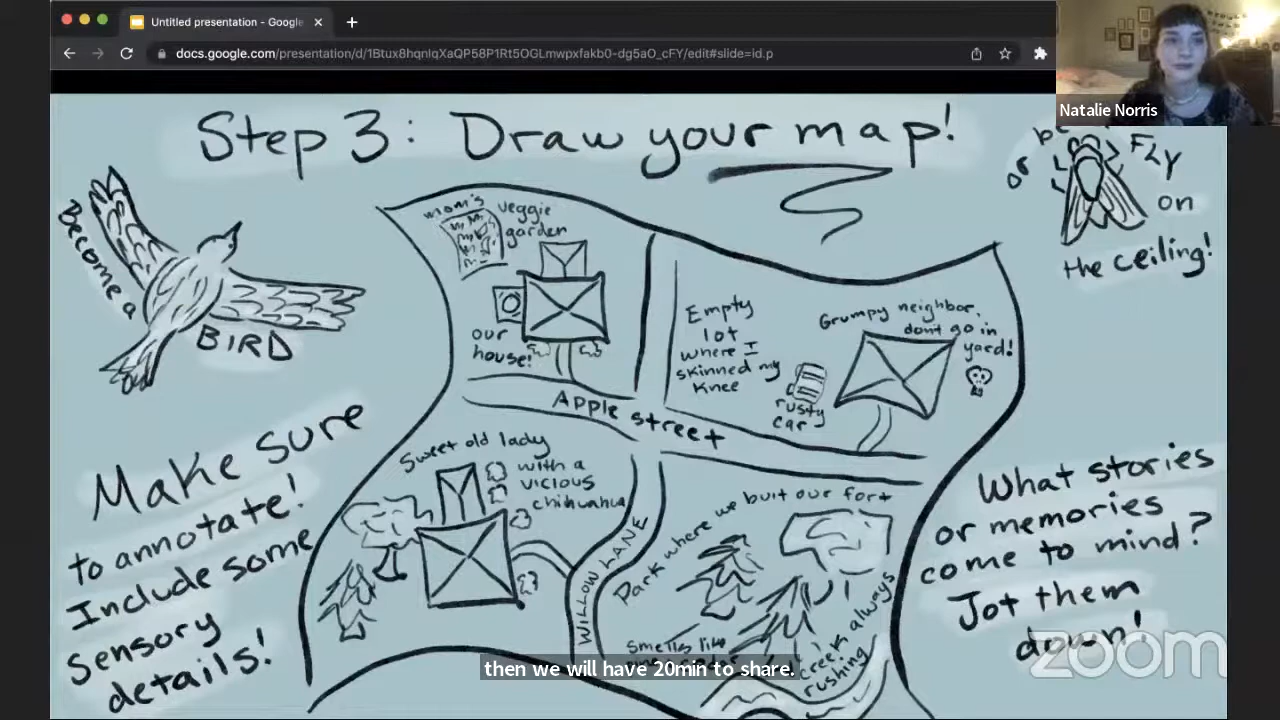 Untitled presentation - Google
docs.google.com/presentation/d/1Btux8hqnIqXaQP58P1Rt5OGLmwpxfakb0-dg5aO_cFY/edit#slide=id.p
Natalie Norris
Step 3: Draw your map!
Become a
BIRD
or be
FLY
on
the ceiling!
mom's veggie
garden
our
house!
Empty
lot
where I
skinned my
knee
Grumpy neighbor.
don't go in
yard!
rusty
car
Apple street
Sweet old lady
with a
vicious
chihuahua
WILLOW LANE
Park where we built our fort
Smells like
creek always
rushing
Make sure
to annotate!
Include some
sensory
details!
What stories
or memories
come to mind?
Jot them
down!
then we will have 20min to share.
zoom